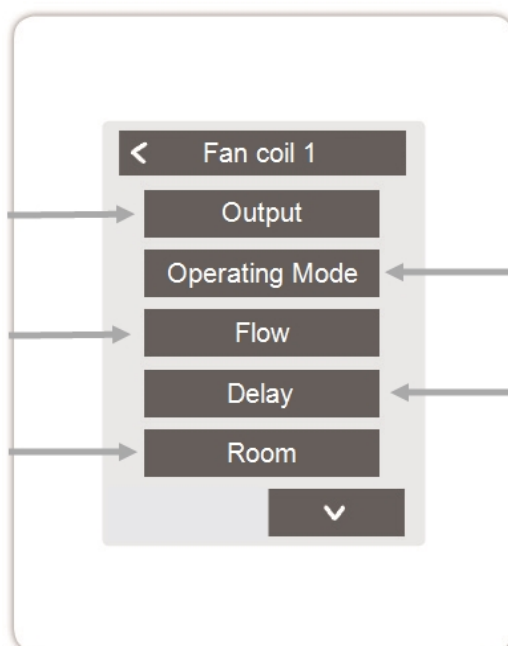 Fan coil 1
Output
Operating Mode
Flow
Delay
Room